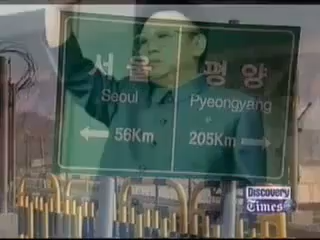 서울 평양
Seoul Pyeongyang
56Km 205Km
Discovery
Times